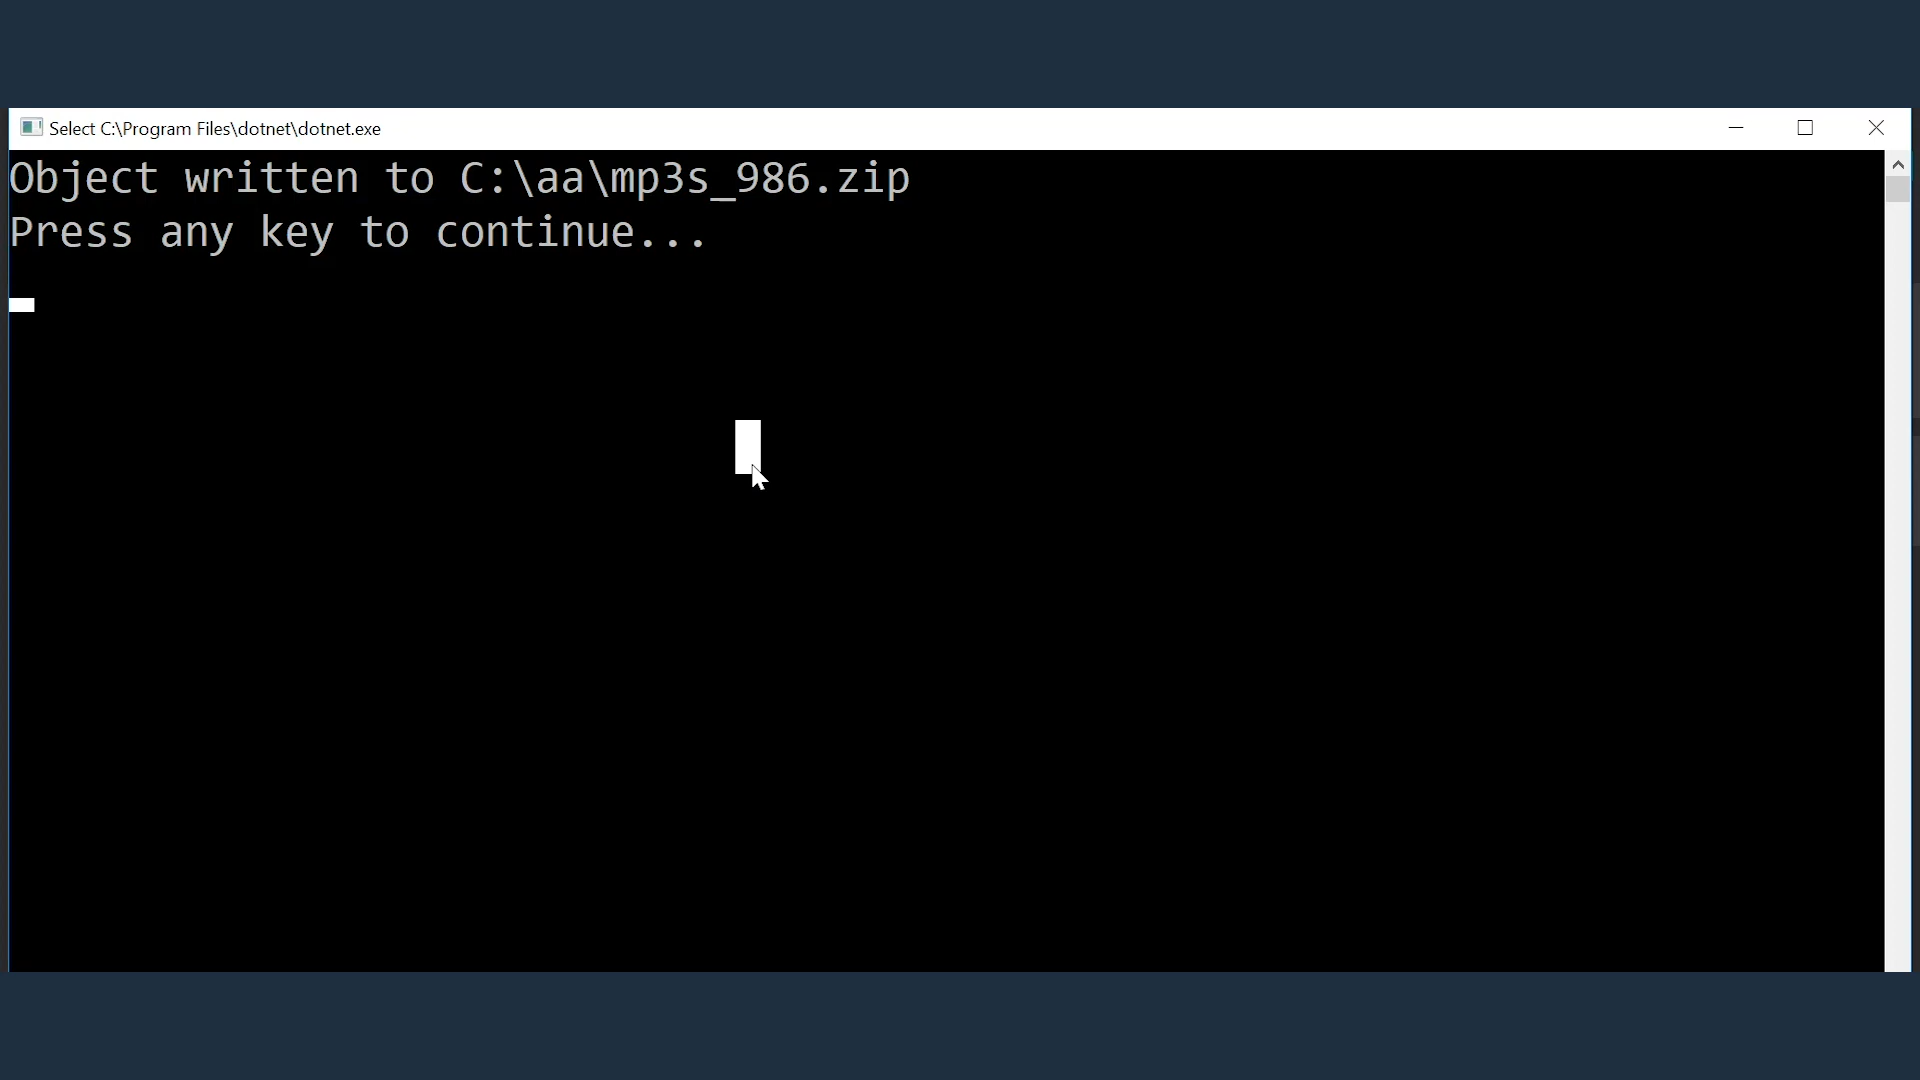 Select C:\Program Files\dotnet\dotnet.exe
Object written to C:\aa\mp3s_986.zip
Press any key to continue...